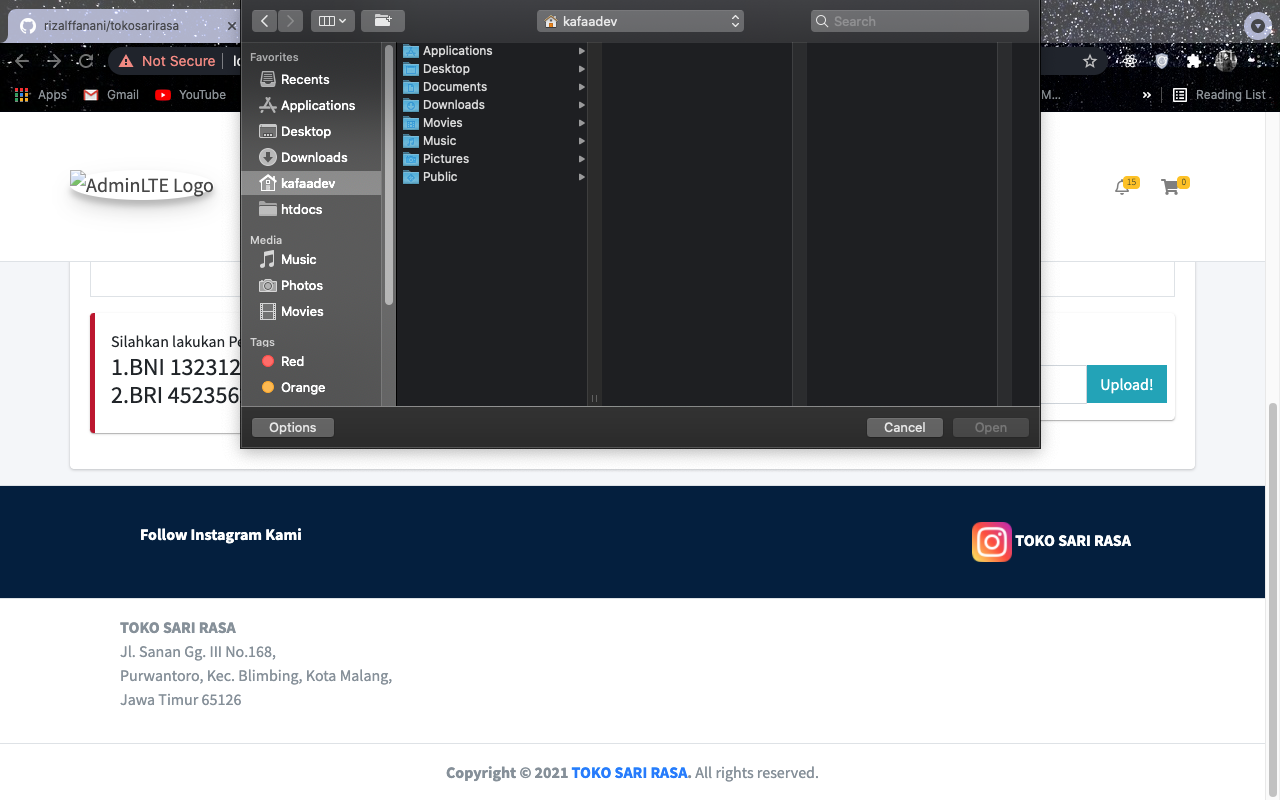 rizalffanani/tokosarirasa
kafaadev
Search
Not Secure
Apps
Gmail
YouTube
M...
»
Reading List
Favorites
Recents
Applications
Desktop
Downloads
kafaadev
htdocs
Media
Music
Photos
Movies
Tags
Red
Orange
Applications
Desktop
Documents
Downloads
Movies
Music
Pictures
Public
Options
Cancel
Open
AdminLTE Logo
15
0
Silahkan lakukan
1.BNI 132312
2.BRI 452356
Upload!
Follow Instagram Kami
TOKO SARI RASA
TOKO SARI RASA
Jl. Sanan Gg. III No.168,
Purwantoro, Kec. Blimbing, Kota Malang,
Jawa Timur 65126
Copyright © 2021 TOKO SARI RASA. All rights reserved.